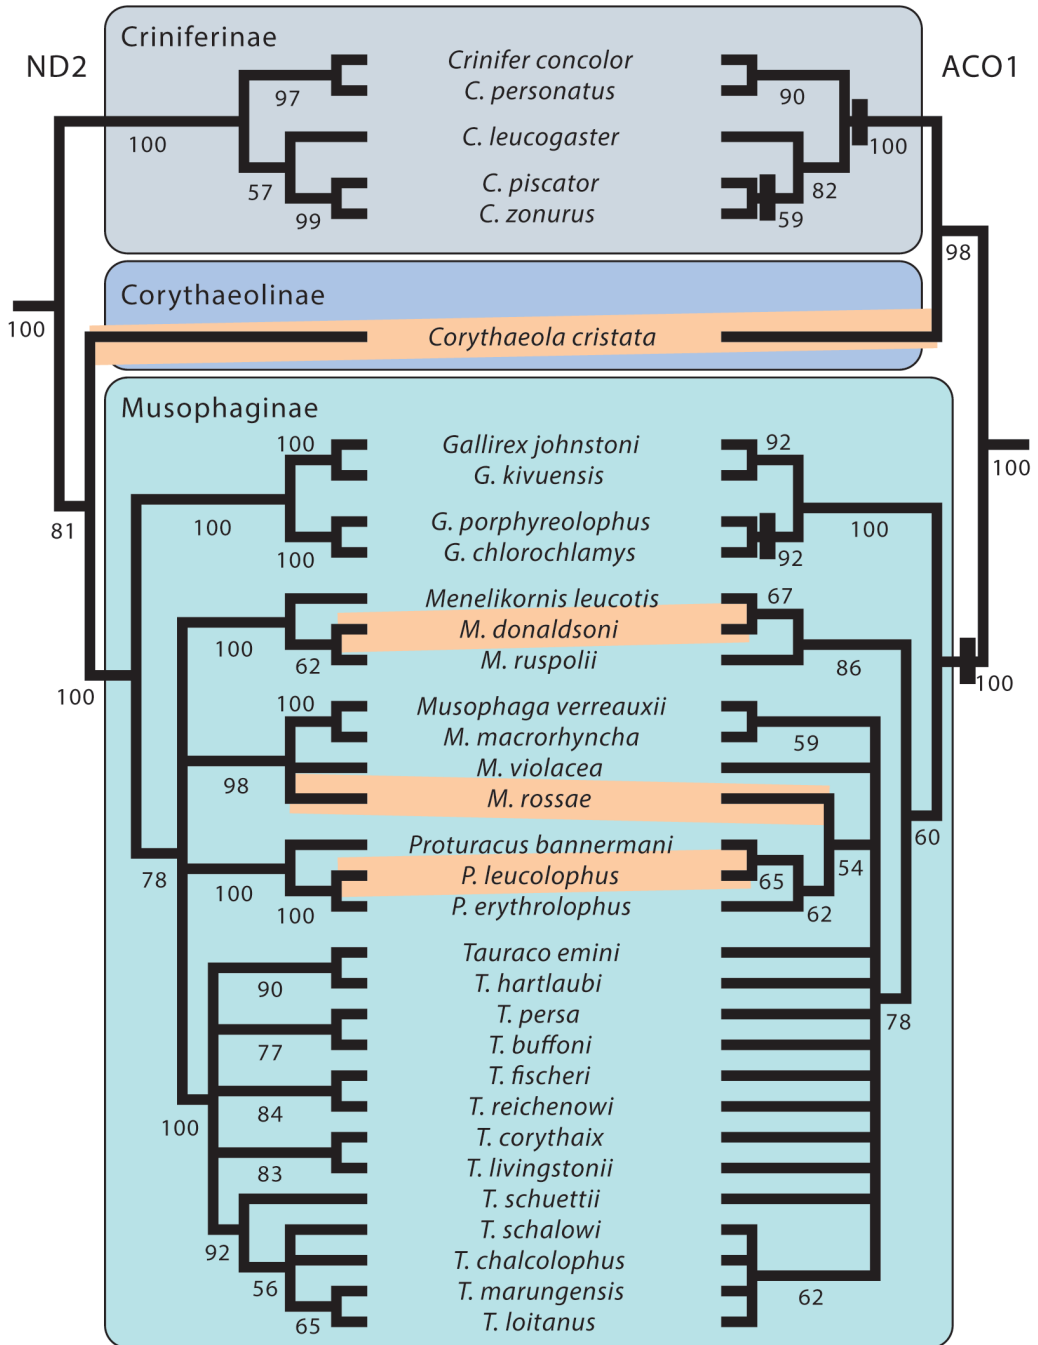 Criniferinae
ND2
ACO1
Crinifer concolor
97
C. personatus
90
100
C. leucogaster
100
57
C. piscator
82
99
C. zonurus
59
98
Corythaeolinae
100
Corythaeola cristata
Musophaginae
100
Gallirex johnstoni
92
G. kivuensis
100
81
100
G. porphyreolophus
100
100
G. chlorochlamys
92
Menelikornis leucotis
67
100
M. donaldsoni
62
M. ruspolii
86
100
100
100
Musophaga verreauxii
M. macrorhyncha
59
98
M. violacea
M. rossae
Proturacus bannermani
60
78
100
P. leucolophus
65
54
100
P. erythrolophus
62
Tauraco emini
90
T. hartlaubi
T. persa
78
77
T. buffoni
T. fischeri
84
T. reichenowi
100
T. corythaix
83
T. livingstonii
T. schuettii
T. schalowi
92
T. chalcolophus
56
T. marungensis
62
65
T. loitanus